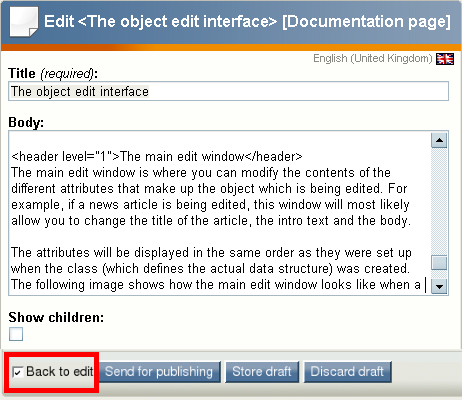 Edit <The object edit interface> [Documentation page]
English (United Kingdom)
Title (required):
The object edit interface
Body:
<header level="1">The main edit window</header>
The main edit window is where you can modify the contents of the
different attributes that make up the object which is being edited. For
example, if a news article is being edited, this window will most likely
allow you to change the title of the article, the intro text and the body.
The attributes will be displayed in the same order as they were set up
when the class (which defines the actual data structure) was created.
The following image shows how the main edit window looks like when a
Show children:
Back to edit Send for publishing Store draft Discard draft